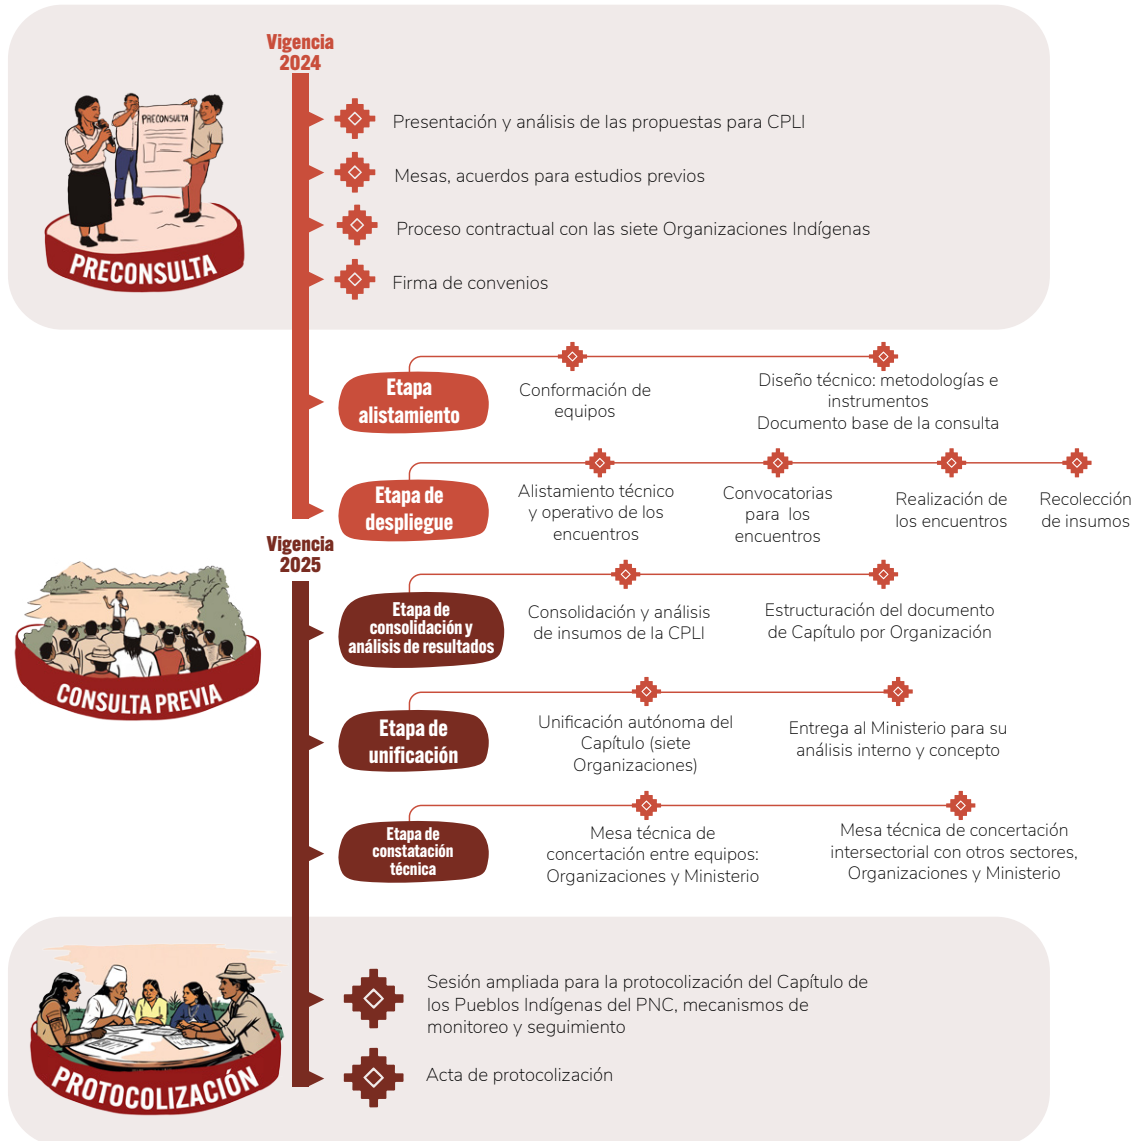 Vigencia
2024
PRECONSULTA
PRECONSULTA
Presentación y análisis de las propuestas para CPLI
Mesas, acuerdos para estudios previos
Proceso contractual con las siete Organizaciones Indígenas
Firma de convenios
Etapa
alistamiento
Conformación de
equipos
Diseño técnico: metodologías e
instrumentos
Documento base de la consulta
Etapa de
despliegue
Alistamiento técnico
y operativo de los
encuentros
Convocatorias
para los
encuentros
Realización de
los encuentros
Recolección
de insumos
Vigencia
2025
CONSULTA PREVIA
Etapa de
consolidación y
análisis de resultados
Consolidación y análisis
de insumos de la CPLI
Estructuración del documento
de Capítulo por Organización
Etapa de
unificación
Unificación autónoma del
Capítulo (siete
Organizaciones)
Entrega al Ministerio para su
análisis interno y concepto
Etapa de
constatación
técnica
Mesa técnica de
concertación entre equipos:
Organizaciones y Ministerio
Mesa técnica de concertación
intersectorial con otros sectores,
Organizaciones y Ministerio
PROTOCOLIZACIÓN
Sesión ampliada para la protocolización del Capítulo de
los Pueblos Indígenas del PNC, mecanismos de
monitoreo y seguimiento
Acta de protocolización